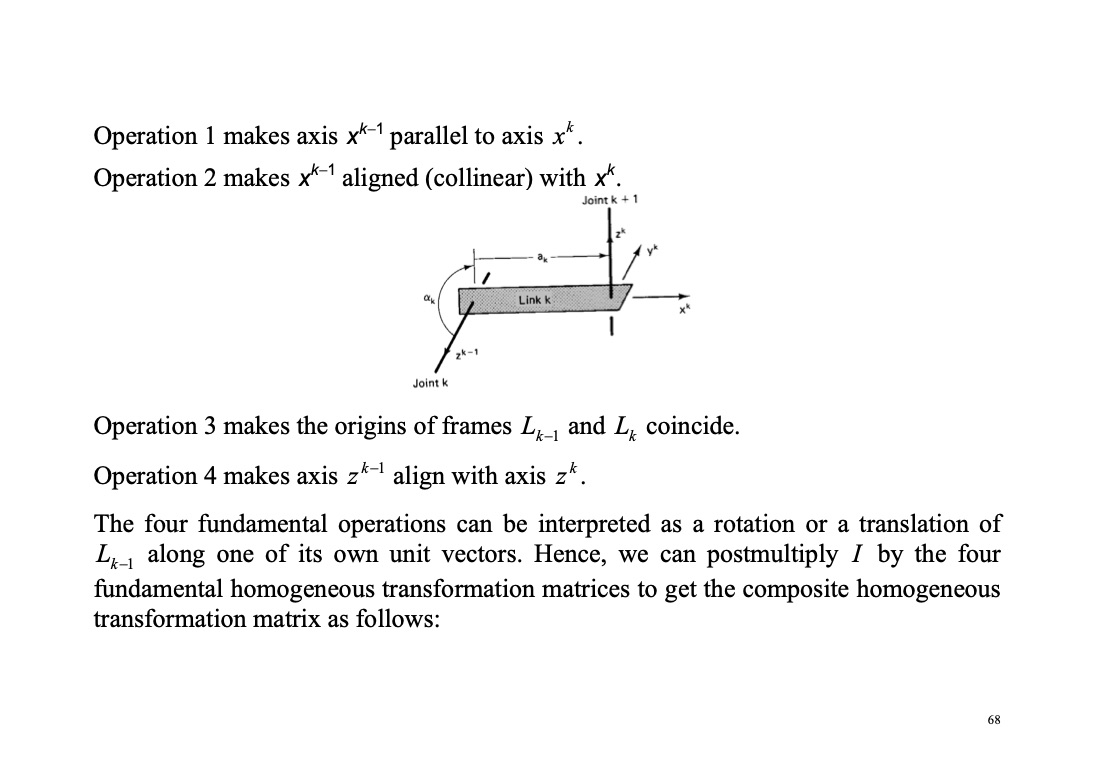 Operation 1 makes axis x^{k−1} parallel to axis x^k.
Operation 2 makes x^{k−1} aligned (collinear) with x^k.
Joint k + 1
z^k
y^k
a_k
α_k
Link k
x^k
z^{k−1}
Joint k
Operation 3 makes the origins of frames L_{k−1} and L_k coincide.
Operation 4 makes axis z^{k−1} align with axis z^k.
The four fundamental operations can be interpreted as a rotation or a translation of
L_{k−1} along one of its own unit vectors. Hence, we can postmultiply I by the four
fundamental homogeneous transformation matrices to get the composite homogeneous
transformation matrix as follows:
68